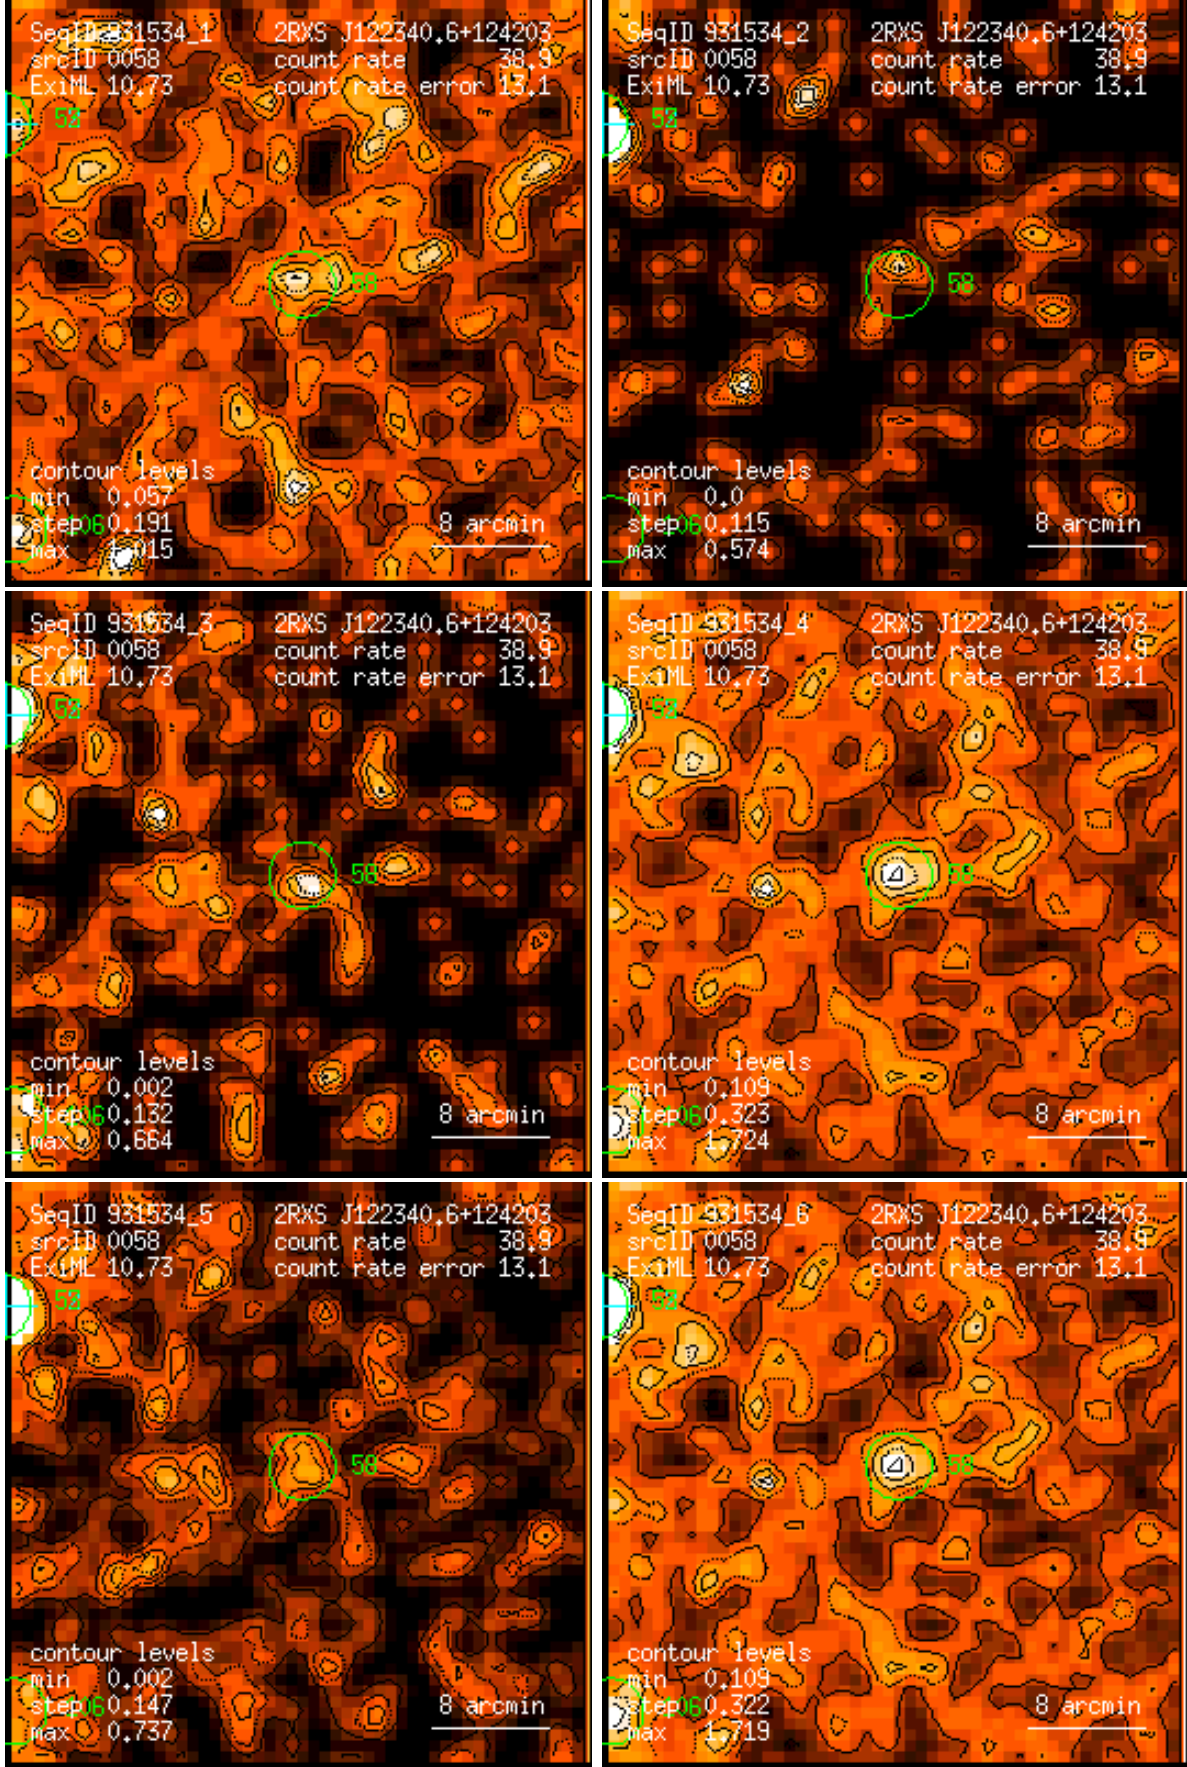 SeqID 931534_1 2RXS J122340.6+124203
srcID 0058 count rate 38.9
ExiML 10.73 count rate error 13.1
58
contour levels
min 0.057
step 0.191
106
8 arcmin
max 1.015
SeqID 931534_2 2RXS J122340.6+124203
srcID 0058 count rate 38.9
ExiML 10.73 count rate error 13.1
58
contour levels
min 0.0
step 0.115
106
8 arcmin
max 0.574
SeqID 931534_3 2RXS J122340.6+124203
srcID 0058 count rate 38.9
ExiML 10.73 count rate error 13.1
58
contour levels
min 0.002
step 0.132
106
8 arcmin
max 0.664
SeqID 931534_4 2RXS J122340.6+124203
srcID 0058 count rate 38.9
ExiML 10.73 count rate error 13.1
58
contour levels
min 0.109
step 0.323
106
8 arcmin
max 1.724
SeqID 931534_5 2RXS J122340.6+124203
srcID 0058 count rate 38.9
ExiML 10.73 count rate error 13.1
58
contour levels
min 0.002
step 0.147
106
8 arcmin
max 0.737
SeqID 931534_6 2RXS J122340.6+124203
srcID 0058 count rate 38.9
ExiML 10.73 count rate error 13.1
58
contour levels
min 0.109
step 0.322
106
8 arcmin
max 1.719